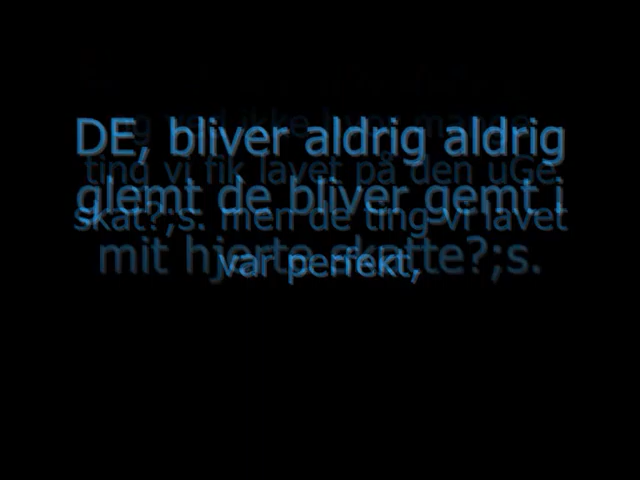 DE, bliver aldrig aldrig
glemt de bliver gemt i
mit hjerte skatte?;s.
ting vi fik lavet på den uGe
skat?;s. men de ting vi lavet
var perfekt,